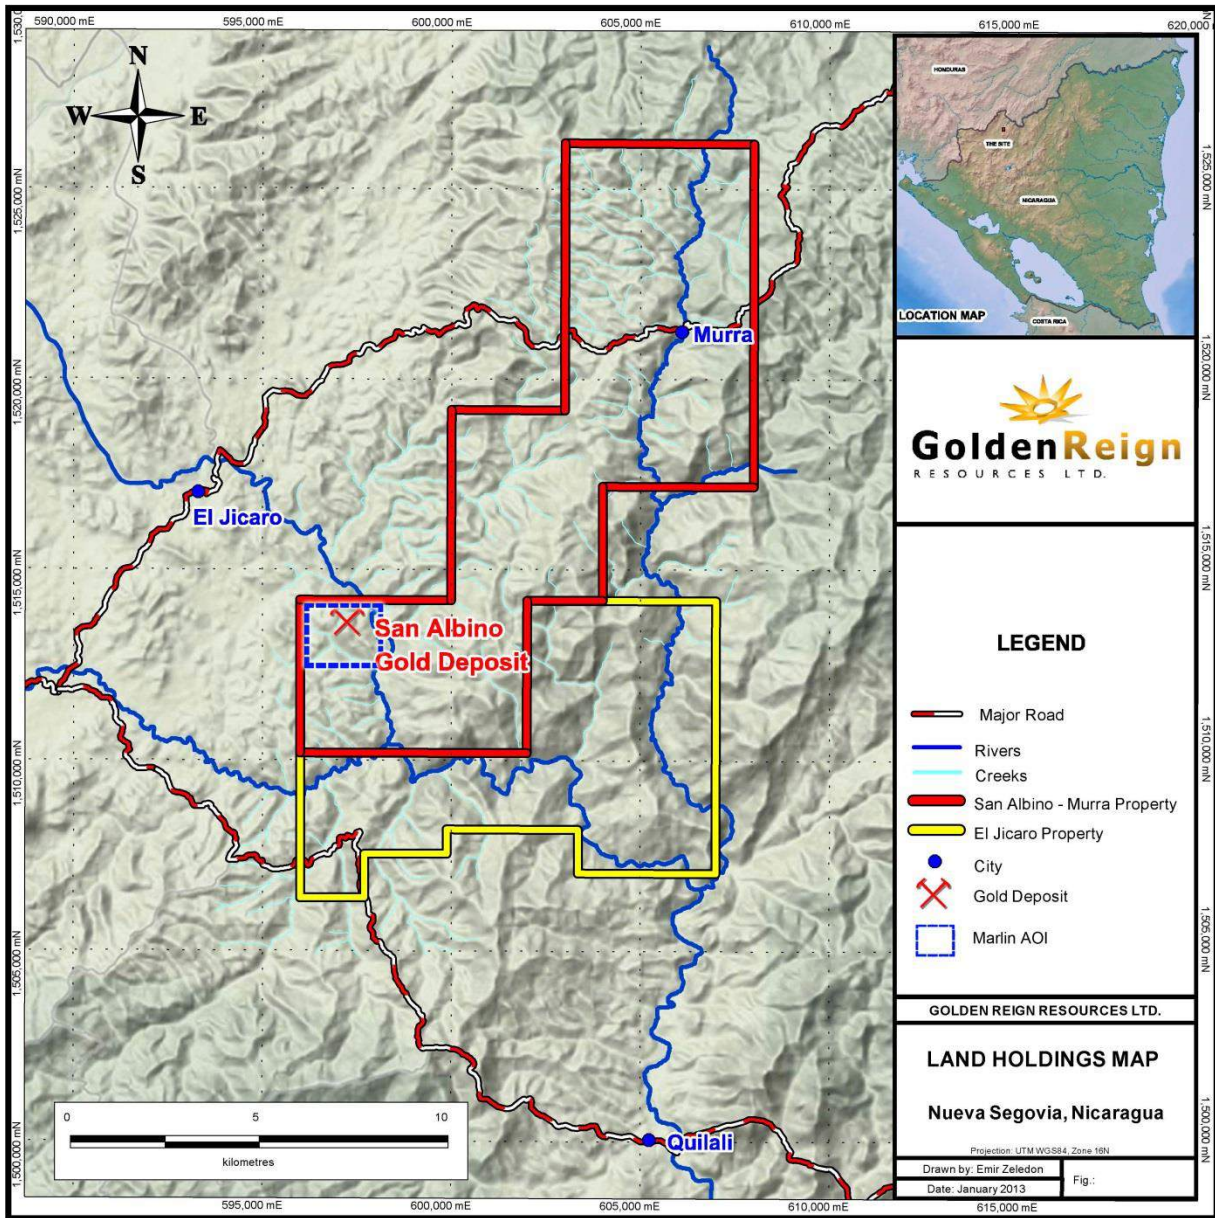 590,000 mE
595,000 mE
600,000 mE
605,000 mE
610,000 mE
615,000 mE
620,000
1,530,
1,525,000 mN
1,520,000 mN
1,515,000 mN
1,510,000 mN
1,505,000 mN
1,500,000 mN
N
W
E
S
Murra
El Jicaro
San Albino
Gold Deposit
Quilali
0
5
10
kilometres
595,000 mE
600,000 mE
605,000 mE
610,000 mE
615,000 mE
HONDURAS
THE SITE
NICARAGUA
COSTA RICA
LOCATION MAP
1,525,000 mN
1,520,000 mN
1,515,000 mN
1,510,000 mN
1,505,000 mN
1,500,000 mN
GoldenReign
RESOURCES LTD.
LEGEND
Major Road
Rivers
Creeks
San Albino - Murra Property
El Jicaro Property
City
Gold Deposit
Marlin AOI
GOLDEN REIGN RESOURCES LTD.
LAND HOLDINGS MAP
Nueva Segovia, Nicaragua
Projection: UTM WGS84, Zone 16N
Drawn by: Emir Zeledon
Date: January 2013
Fig.: